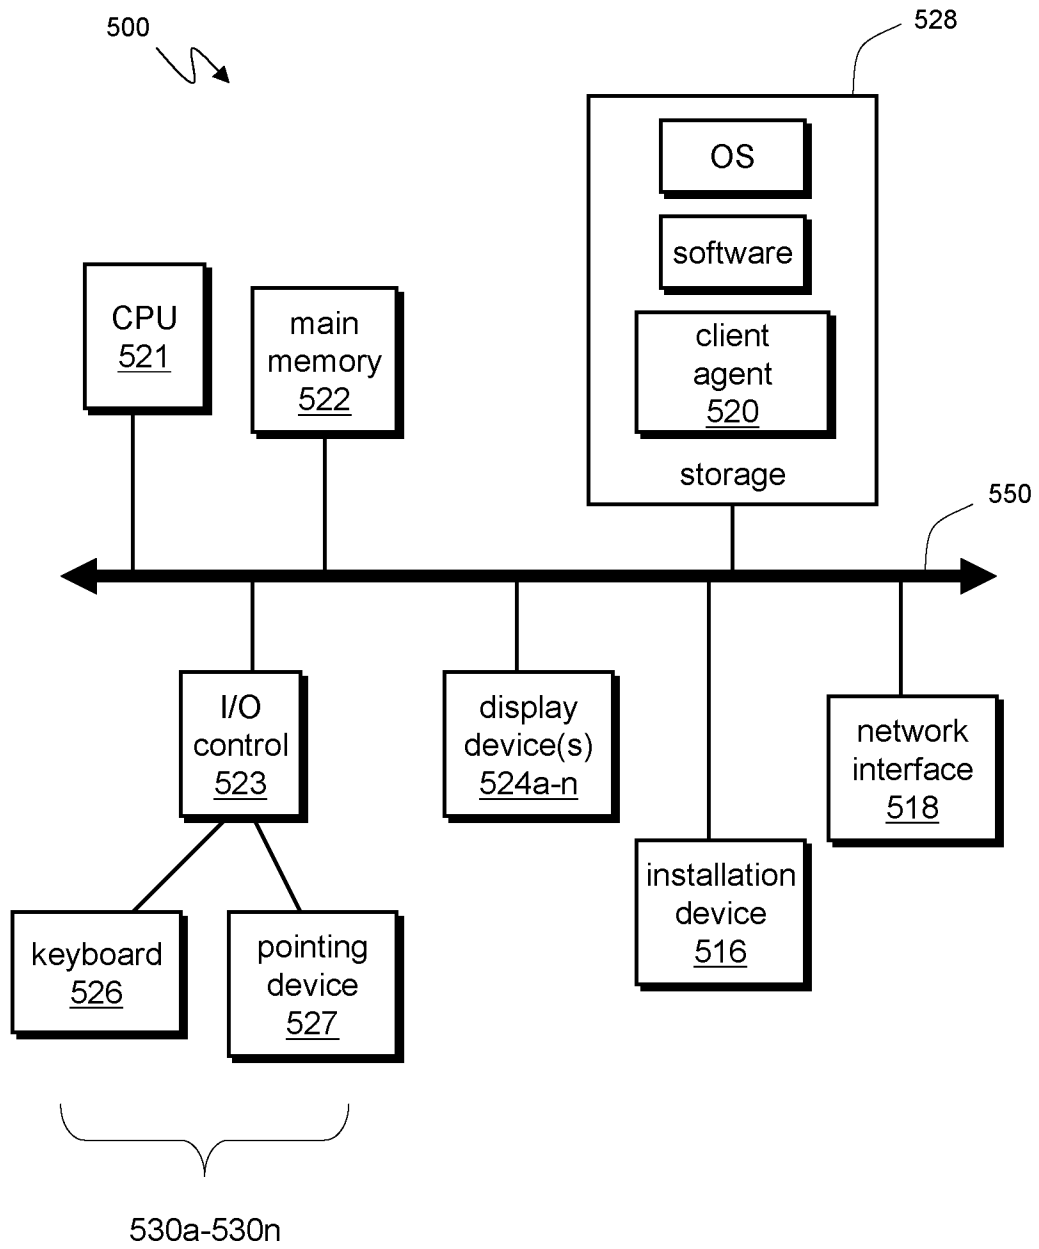 500
528
OS
software
client
agent
520
storage
CPU
521
main
memory
522
550
I/O
control
523
display
device(s)
524a-n
network
interface
518
installation
device
516
keyboard
526
pointing
device
527
530a-530n